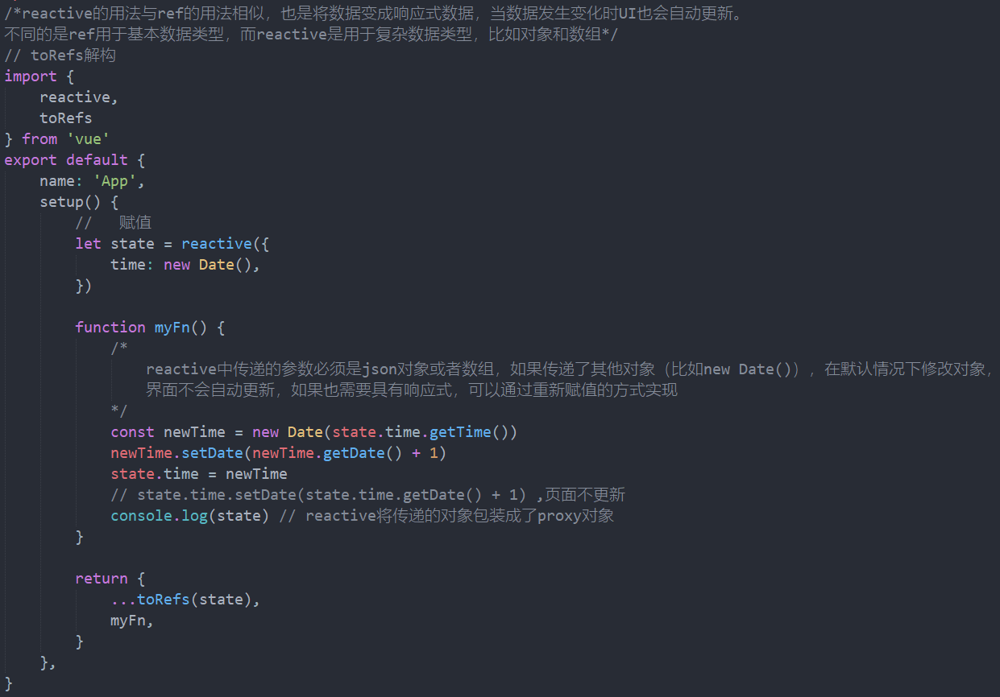 /*reactive的用法与ref的用法相似，也是将数据变成响应式数据，当数据发生变化时UI也会自动更新。
不同的是ref用于基本数据类型，而reactive是用于复杂数据类型，比如对象和数组*/
// toRefs解构
import {
    reactive,
    toRefs
} from 'vue'
export default {
    name: 'App',
    setup() {
        //   赋值
        let state = reactive({
            time: new Date(),
        })

        function myFn() {
            /*
                reactive中传递的参数必须是json对象或者数组，如果传递了其他对象（比如new Date()），在默认情况下修改对象，
                界面不会自动更新，如果也需要具有响应式，可以通过重新赋值的方式实现
            */
            const newTime = new Date(state.time.getTime())
            newTime.setDate(newTime.getDate() + 1)
            state.time = newTime
            // state.time.setDate(state.time.getDate() + 1) ,页面不更新
            console.log(state) // reactive将传递的对象包装成了proxy对象
        }

        return {
            ...toRefs(state),
            myFn,
        }
    },
}